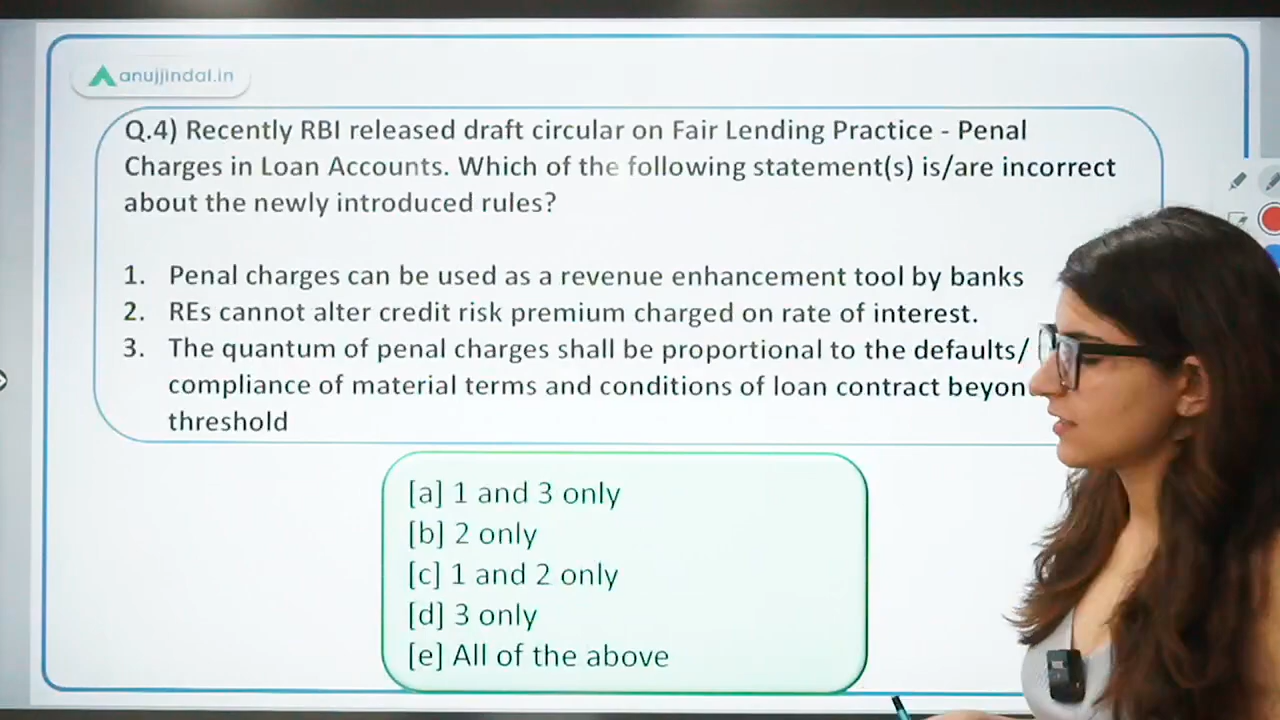 anujjindal.in
Q.4) Recently RBI released draft circular on Fair Lending Practice - Penal
Charges in Loan Accounts. Which of the following statement(s) is/are incorrect
about the newly introduced rules?
1. Penal charges can be used as a revenue enhancement tool by banks
2. REs cannot alter credit risk premium charged on rate of interest.
3. The quantum of penal charges shall be proportional to the defaults/
compliance of material terms and conditions of loan contract
threshold
[a] 1 and 3 only
[b] 2 only
[c] 1 and 2 only
[d] 3 only
[e] All of the above